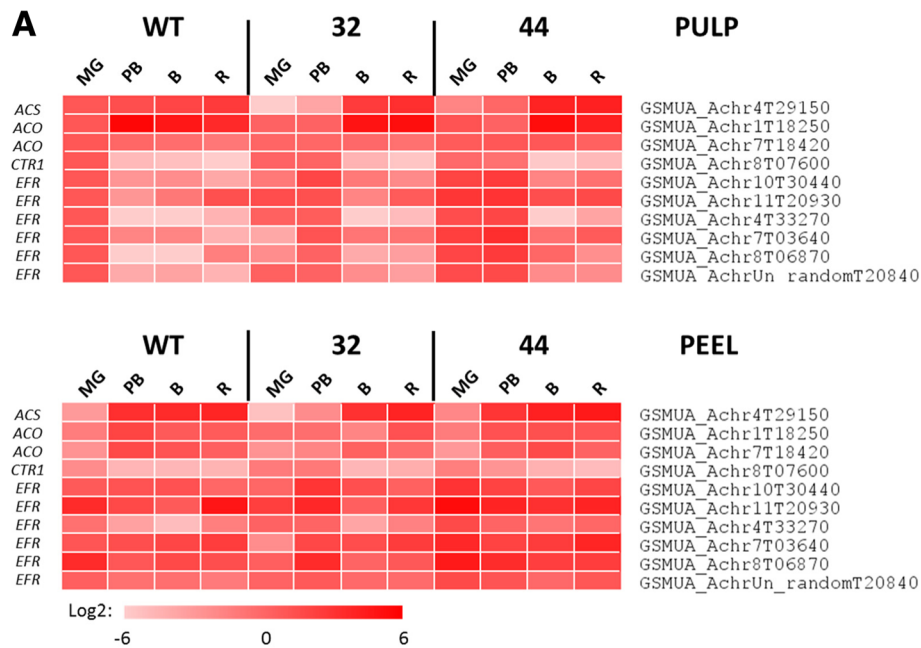 A WT 32 44 PULP
MG PB B R MG PB B R MG PB B R
ACS GSMUA_Achr4T29150
ACO GSMUA_Achr1T18250
ACO GSMUA_Achr7T18420
CTR1 GSMUA_Achr8T07600
EFR GSMUA_Achr10T30440
EFR GSMUA_Achr11T20930
EFR GSMUA_Achr4T33270
EFR GSMUA_Achr7T03640
EFR GSMUA_Achr8T06870
EFR GSMUA_AchrUn_randomT20840
WT 32 44 PEEL
MG PB B R MG PB B R MG PB B R
ACS GSMUA_Achr4T29150
ACO GSMUA_Achr1T18250
ACO GSMUA_Achr7T18420
CTR1 GSMUA_Achr8T07600
EFR GSMUA_Achr10T30440
EFR GSMUA_Achr11T20930
EFR GSMUA_Achr4T33270
EFR GSMUA_Achr7T03640
EFR GSMUA_Achr8T06870
EFR GSMUA_AchrUn_randomT20840
Log2:
-6 0 6